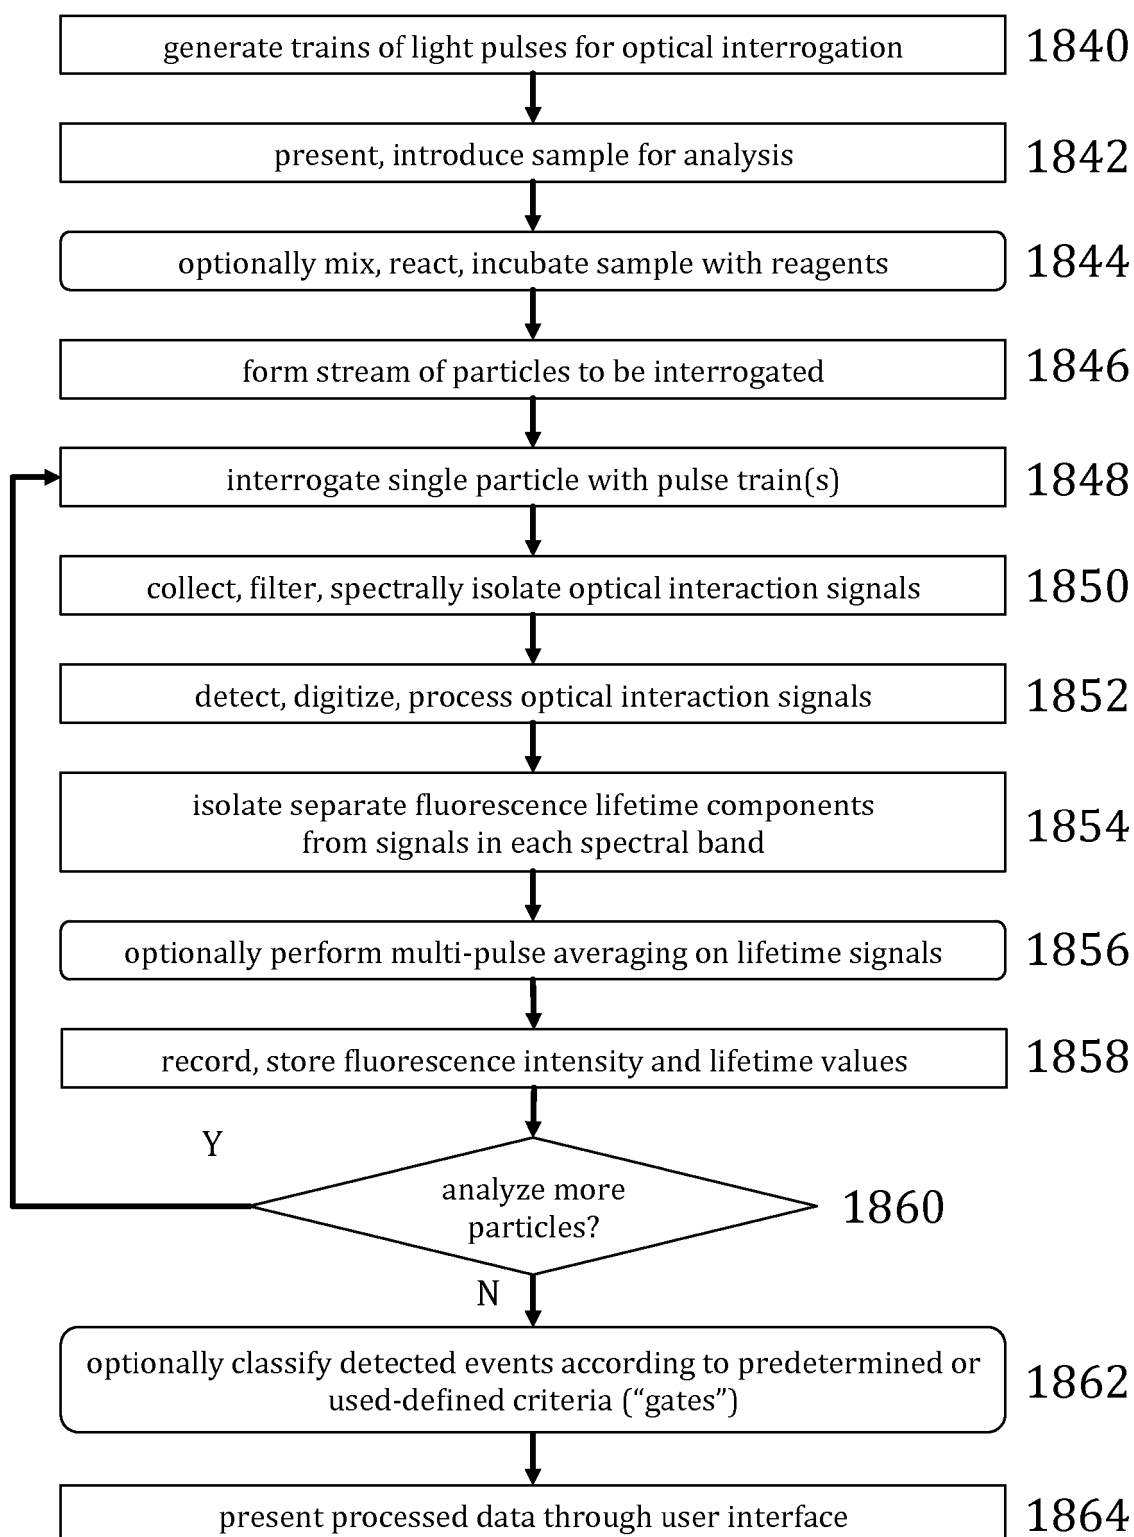 generate trains of light pulses for optical interrogation 1840
present, introduce sample for analysis 1842
optionally mix, react, incubate sample with reagents 1844
form stream of particles to be interrogated 1846
interrogate single particle with pulse train(s) 1848
collect, filter, spectrally isolate optical interaction signals 1850
detect, digitize, process optical interaction signals 1852
isolate separate fluorescence lifetime components
from signals in each spectral band 1854
optionally perform multi-pulse averaging on lifetime signals 1856
record, store fluorescence intensity and lifetime values 1858
Y
analyze more
particles?
1860
N
optionally classify detected events according to predetermined or
used-defined criteria (“gates”) 1862
present processed data through user interface 1864